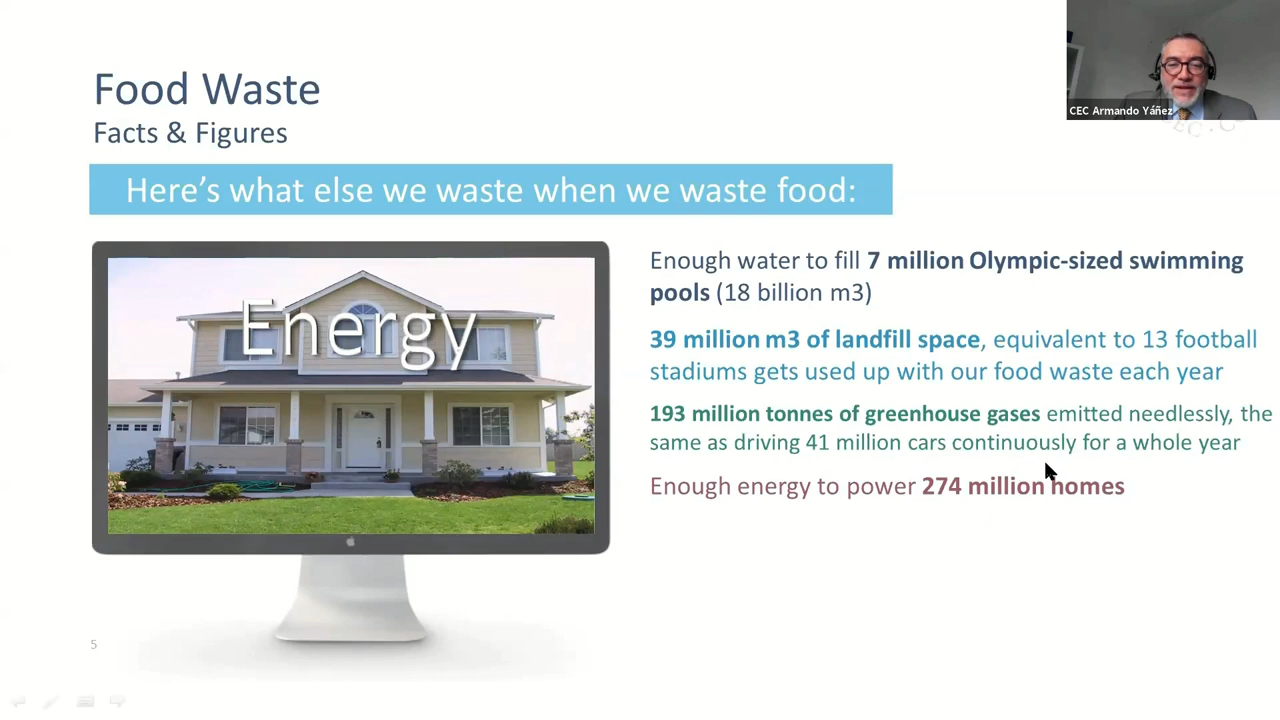 Food Waste
Facts & Figures
CEC Armando Yáñez
Here's what else we waste when we waste food:
Energy
Enough water to fill 7 million Olympic-sized swimming
pools (18 billion m3)
39 million m3 of landfill space, equivalent to 13 football
stadiums gets used up with our food waste each year
193 million tonnes of greenhouse gases emitted needlessly, the
same as driving 41 million cars continuously for a whole year
Enough energy to power 274 million homes
5